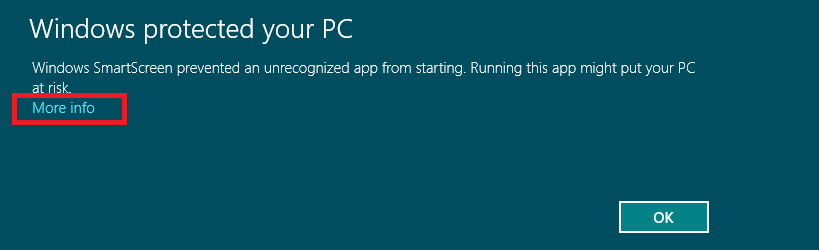 Windows protected your PC
Windows SmartScreen prevented an unrecognized app from starting. Running this app might put your PC
at risk.
More info
OK